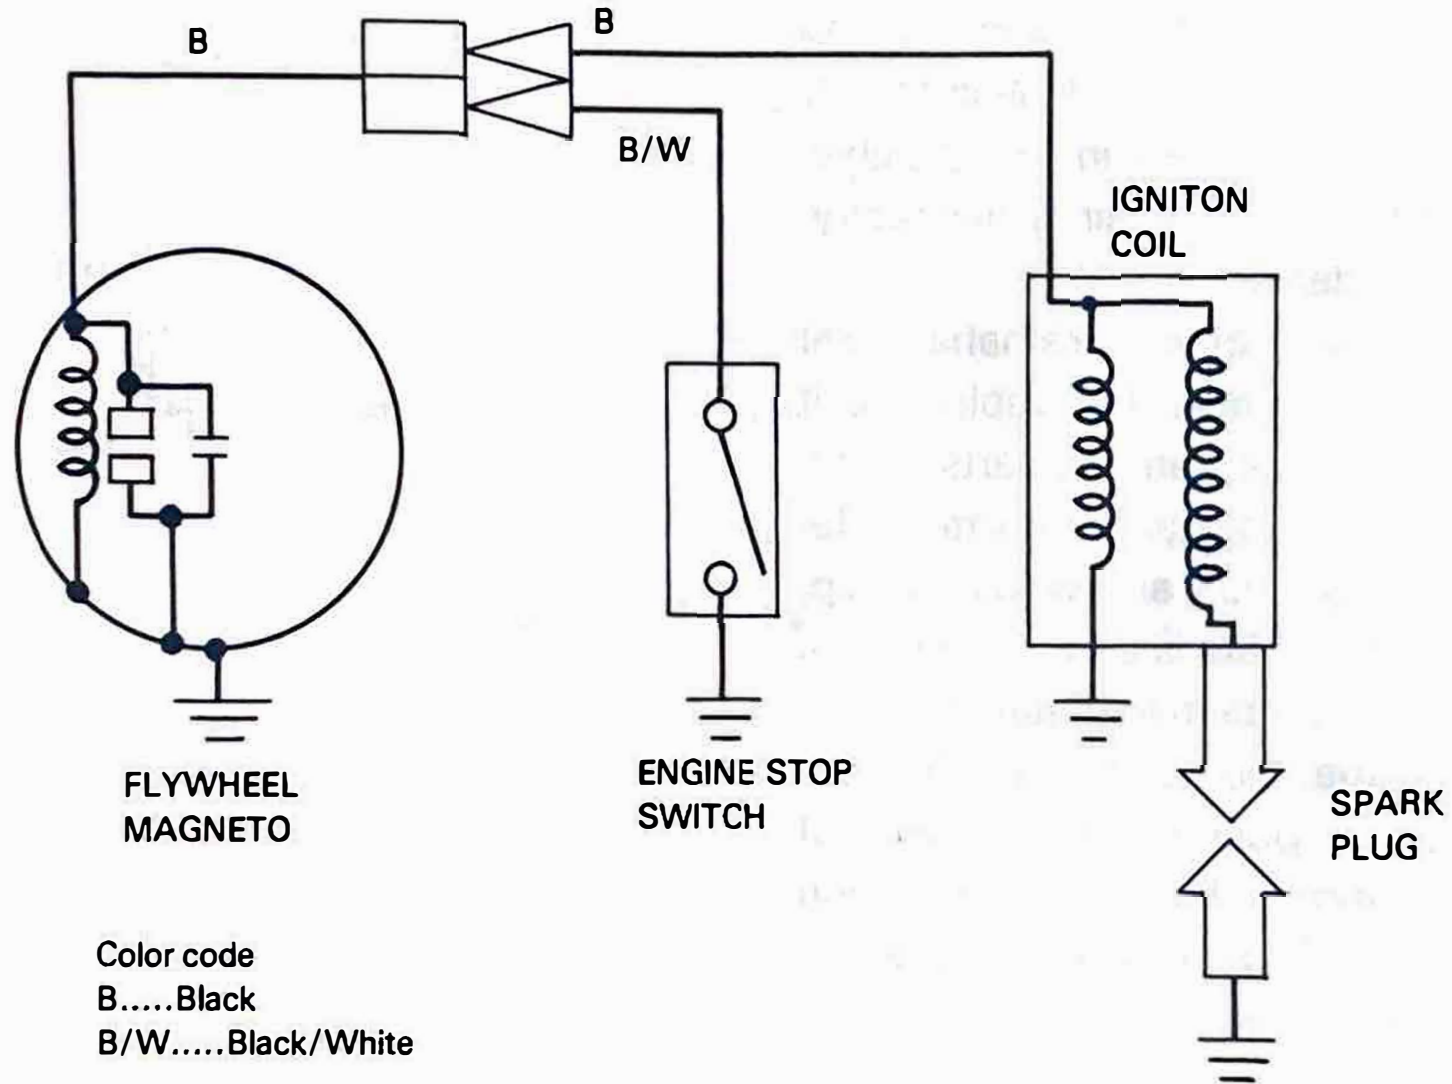 B
B
B/W
IGNITON
COIL
FLYWHEEL
MAGNETO
ENGINE STOP
SWITCH
SPARK
PLUG
Color code
B.....Black
B/W.....Black/White